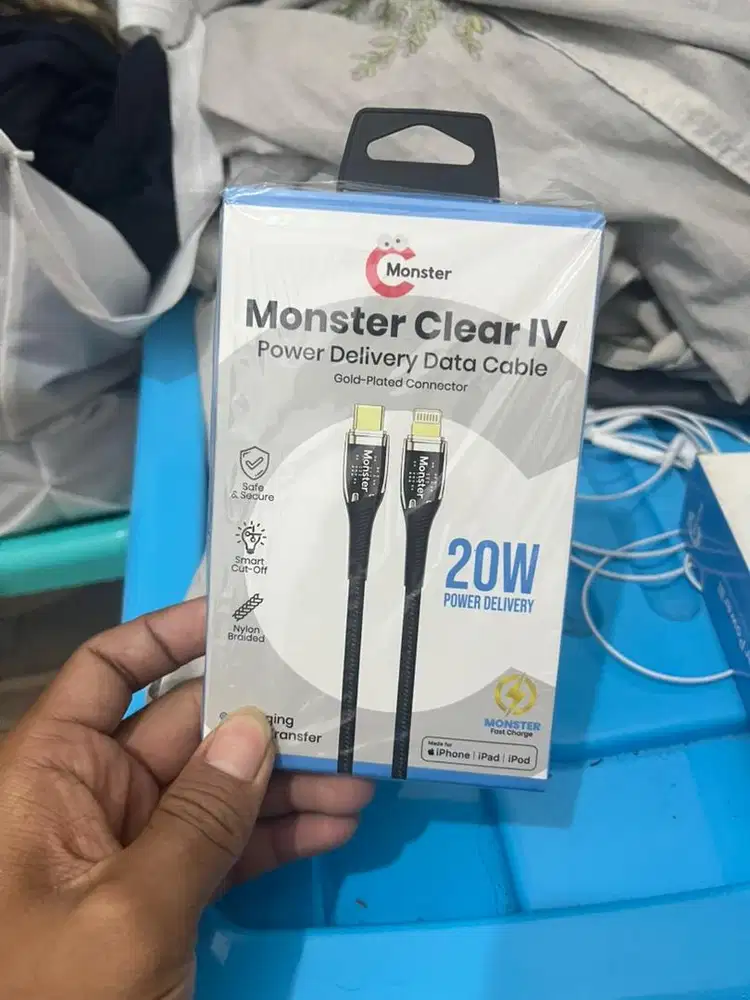 Monster
Monster Clear IV
Power Delivery Data Cable
Gold-Plated Connector
Safe
& Secure
Smart
Cut-Off
Nylon
Braided
Monster
Monster
20W
POWER DELIVERY
MONSTER
Fast Charge
Made for
iPhone | iPad | iPod